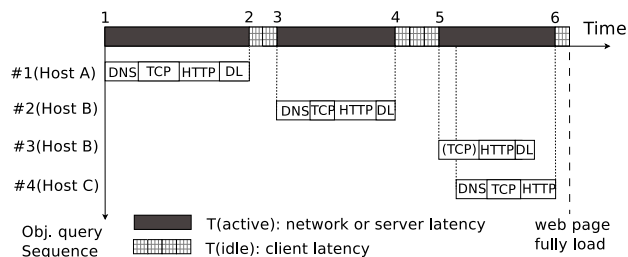 1 2 3 4 5 6 Time
#1(Host A) DNS TCP HTTP DL
#2(Host B) DNS TCP HTTP DL
#3(Host B) (TCP) HTTP DL
#4(Host C) DNS TCP HTTP
Obj. query
Sequence
T(active): network or server latency
T(idle): client latency
web page
fully load